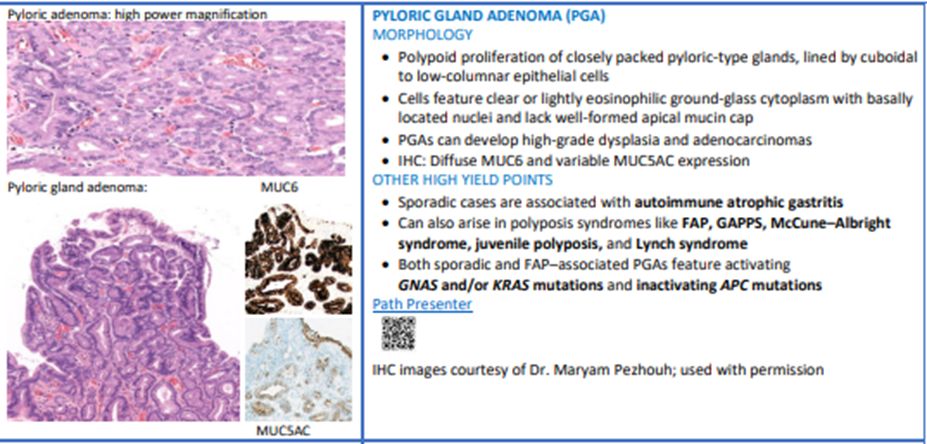 Pyloric adenoma: high power magnification
Pyloric gland adenoma:
MUC6
MUC5AC
PYLORIC GLAND ADENOMA (PGA)
MORPHOLOGY
• Polypoid proliferation of closely packed pyloric-type glands, lined by cuboidal
to low-columnar epithelial cells
• Cells feature clear or lightly eosinophilic ground-glass cytoplasm with basally
located nuclei and lack well-formed apical mucin cap
• PGAs can develop high-grade dysplasia and adenocarcinomas
• IHC: Diffuse MUC6 and variable MUC5AC expression
OTHER HIGH YIELD POINTS
• Sporadic cases are associated with autoimmune atrophic gastritis
• Can also arise in polyposis syndromes like FAP, GAPPS, McCune–Albright
syndrome, juvenile polyposis, and Lynch syndrome
• Both sporadic and FAP–associated PGAs feature activating
GNAS and/or KRAS mutations and inactivating APC mutations
Path Presenter
IHC images courtesy of Dr. Maryam Pezhouh; used with permission